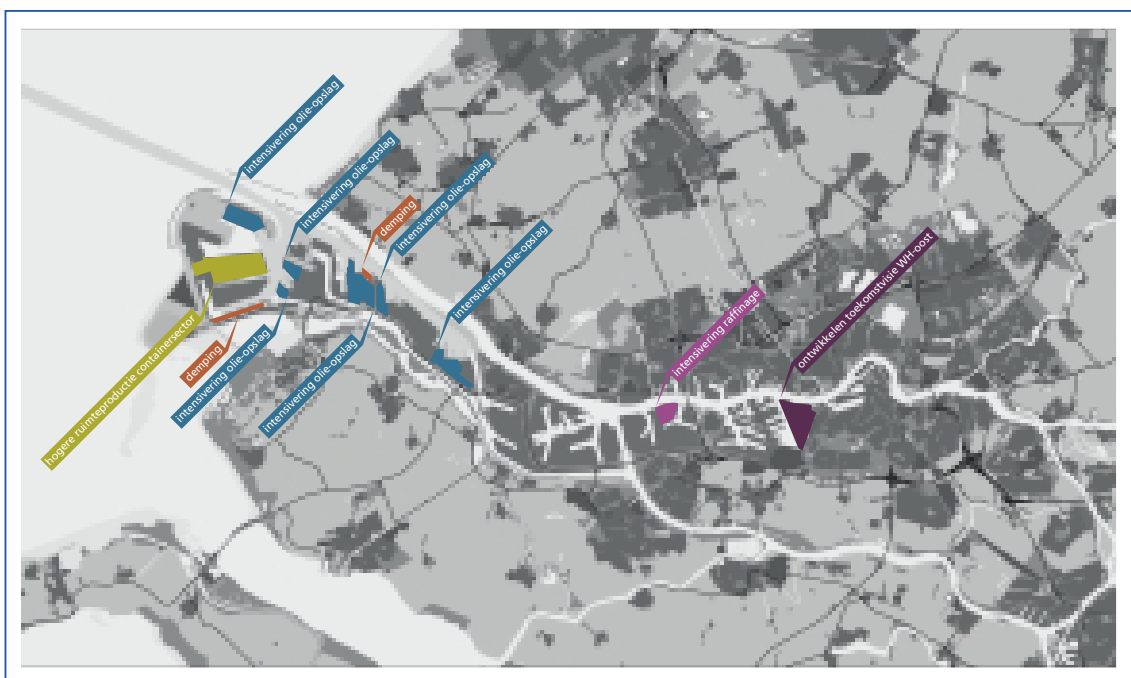 intensivering olie-opslag
intensivering olie-opslag
intensivering olie-opslag
demping
intensivering olie-opslag
ontwikkelen toekomstvisie WH-oost
intensivering raffinage
hogere ruimteproductie containersector
demping
intensivering olie-opslag
intensivering olie-opslag